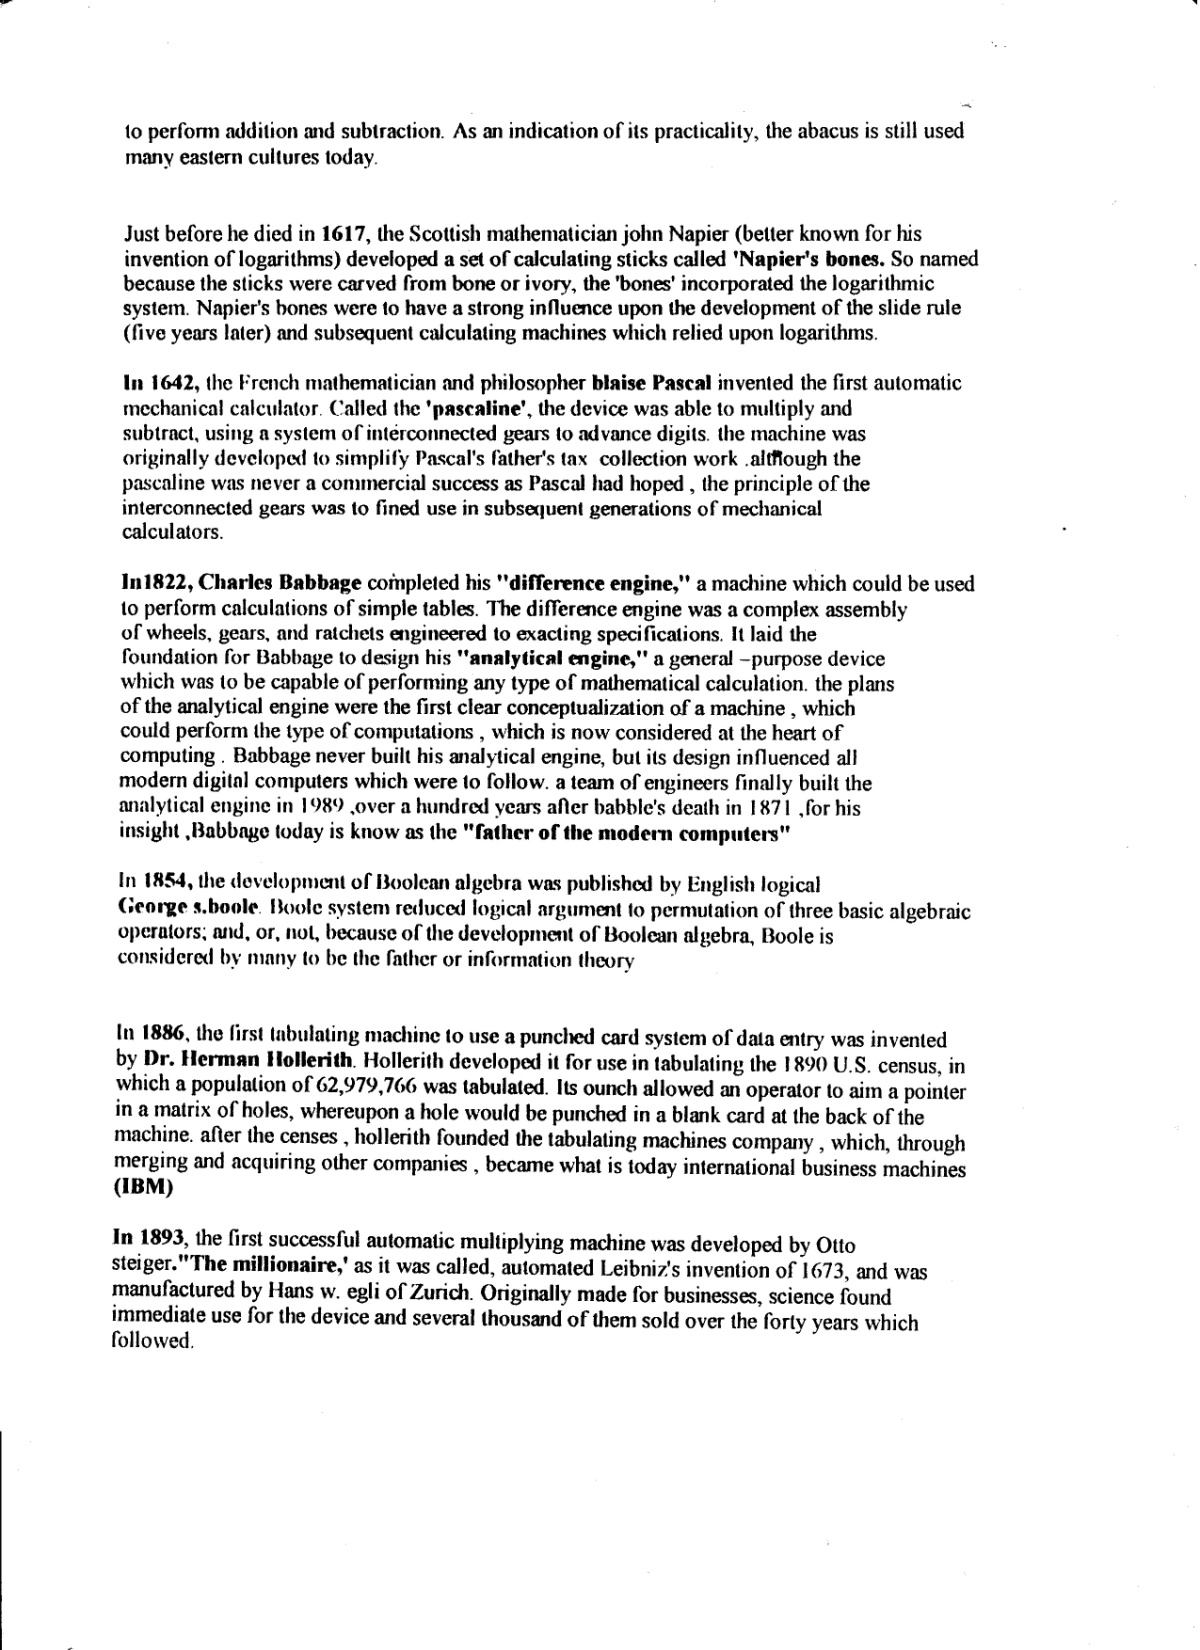 to perform addition and subtraction. As an indication of its practicality, the abacus is still used
many eastern cultures today.
Just before he died in 1617, the Scottish mathematician john Napier (better known for his
invention of logarithms) developed a set of calculating sticks called 'Napier's bones. So named
because the sticks were carved from bone or ivory, the 'bones' incorporated the logarithmic
system. Napier's bones were to have a strong influence upon the development of the slide rule
(five years later) and subsequent calculating machines which relied upon logarithms.
In 1642, the French mathematician and philosopher blaise Pascal invented the first automatic
mechanical calculator. Called the 'pascaline', the device was able to multiply and
subtract, using a system of interconnected gears to advance digits. the machine was
originally developed to simplify Pascal's father's tax collection work .although the
pascaline was never a commercial success as Pascal had hoped , the principle of the
interconnected gears was to fined use in subsequent generations of mechanical
calculators.
In1822, Charles Babbage completed his "difference engine," a machine which could be used
to perform calculations of simple tables. The difference engine was a complex assembly
of wheels, gears, and ratchets engineered to exacting specifications. It laid the
foundation for Babbage to design his "analytical engine," a general –purpose device
which was to be capable of performing any type of mathematical calculation. the plans
of the analytical engine were the first clear conceptualization of a machine , which
could perform the type of computations , which is now considered at the heart of
computing . Babbage never built his analytical engine, but its design influenced all
modern digital computers which were to follow. a team of engineers finally built the
analytical engine in 1989 ,over a hundred years after babble's death in 1871 ,for his
insight ,Babbage today is know as the "father of the modern computers"
In 1854, the development of Boolean algebra was published by English logical
George s.boole. Boole system reduced logical argument to permutation of three basic algebraic
operators; and, or, not, because of the development of Boolean algebra, Boole is
considered by many to be the father or information theory
In 1886, the first tabulating machine to use a punched card system of data entry was invented
by Dr. Herman Hollerith. Hollerith developed it for use in tabulating the 1890 U.S. census, in
which a population of 62,979,766 was tabulated. Its ounch allowed an operator to aim a pointer
in a matrix of holes, whereupon a hole would be punched in a blank card at the back of the
machine. after the censes , hollerith founded the tabulating machines company , which, through
merging and acquiring other companies , became what is today international business machines
(IBM)
In 1893, the first successful automatic multiplying machine was developed by Otto
steiger."The millionaire,' as it was called, automated Leibniz's invention of 1673, and was
manufactured by Hans w. egli of Zurich. Originally made for businesses, science found
immediate use for the device and several thousand of them sold over the forty years which
followed.